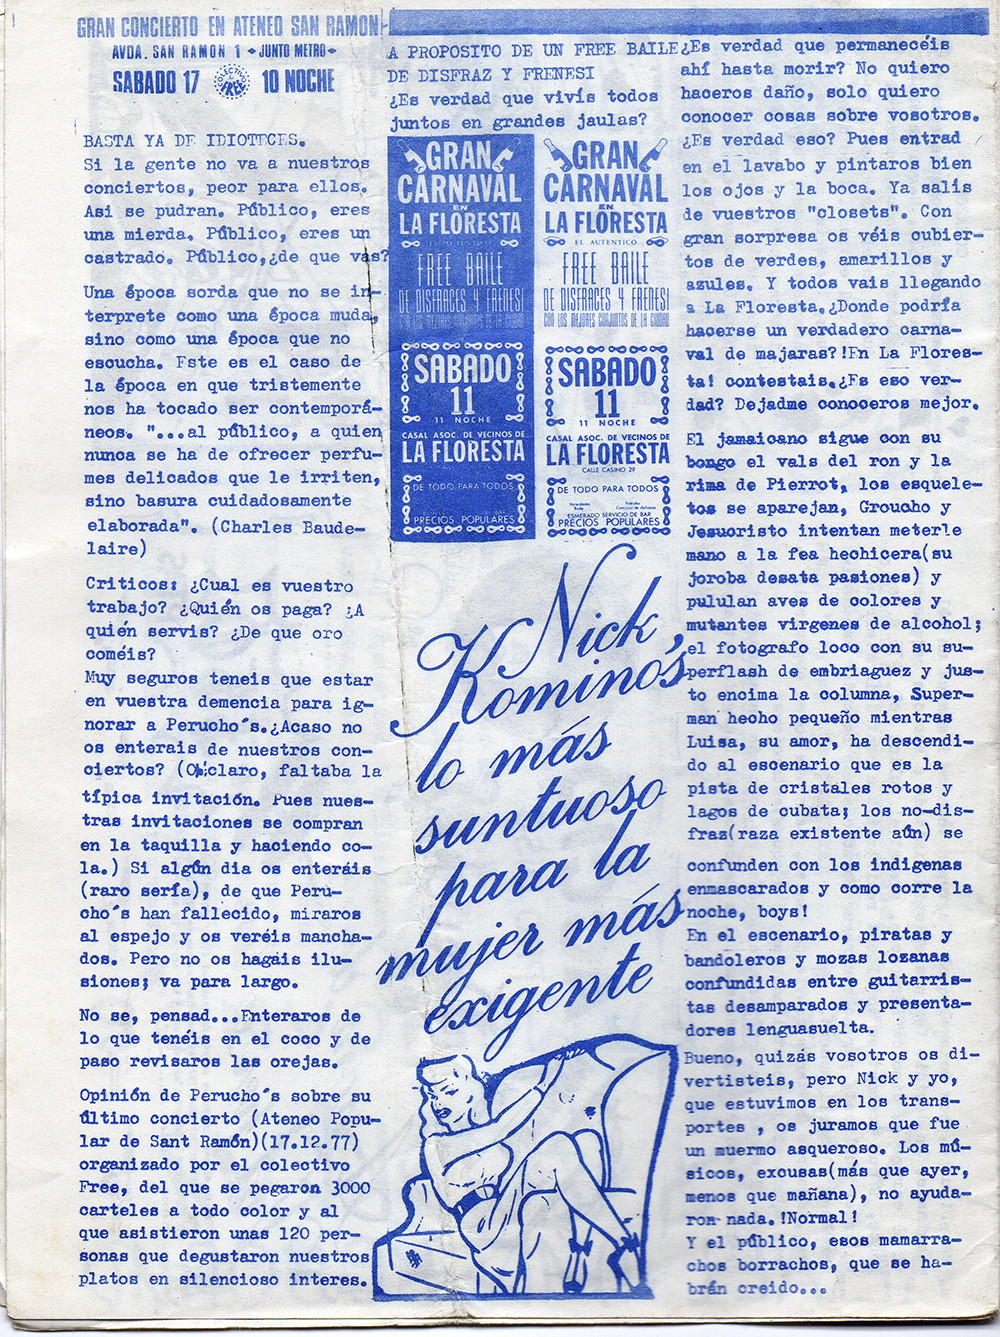 GRAN CONCIERTO EN ATENEO SAN RAMON
AVDA. SAN RAMON 1 JUNTO METRO
SABADO 17 COLECTIVO FREE 10 NOCHE
BASTA YA DE IDIOTECES.
Si la gente no va a nuestros
conciertos, peor para ellos.
Asi se pudran. Público, eres
una mierda. Público, eres un
castrado. Público,¿de que vas?
Una época sorda que no se in-
terprete como una época muda,
sino como una época que no
escucha. Este es el caso de
la época en que tristemente
nos ha tocado ser contemporá-
neos. "...al público, a quien
nunca se ha de ofrecer perfu-
mes delicados que le irriten,
sino basura cuidadosamente
elaborada". (Charles Baude-
laire)
Criticos: ¿Cual es vuestro
trabajo? ¿Quién os paga? ¿A
quién servis? ¿De que oro
coméis?
Muy seguros teneis que estar
en vuestra demencia para ig-
norar a Perucho´s.¿Acaso no
os enterais de nuestros con-
ciertos? (Oh!claro, faltaba la
típica invitación. Pues nues-
tras invitaciones se compran
en la taquilla y haciendo co-
la.) Si algún dia os enteráis
(raro sería), de que Peru-
cho´s han fallecido, miraros
al espejo y os veréis mancha-
dos. Pero no os hagáis ilu-
siones; va para largo.
No se, pensad...Enteraros de
lo que tenéis en el coco y de
paso revisaros las orejas.
Opinión de Perucho´s sobre su
último concierto (Ateneo Popu-
lar de Sant Ramón)(17.12.77)
organizado por el colectivo
Free, del que se pegaron 3000
carteles a todo color y al
que asistieron unas 120 per-
sonas que degustaron nuestros
platos en silencioso interes.
A PROPOSITO DE UN FREE BAILE
DE DISFRAZ Y FRENESI
¿Es verdad que vivís todos
juntos en grandes jaulas?
GRAN
CARNAVAL
EN
LA FLORESTA
EL AUTENTICO
FREE BAILE
DE DISFRACES Y FRENESI
CON LOS MEJORES CONJUNTOS DE LA CIUDAD
SABADO
11
11 NOCHE
CASAL ASOC. DE VECINOS DE
LA FLORESTA
DE TODO PARA TODOS
PRECIOS POPULARES
GRAN
CARNAVAL
EN
LA FLORESTA
EL AUTENTICO
FREE BAILE
DE DISFRACES Y FRENESI
CON LOS MEJORES CONJUNTOS DE LA CIUDAD
SABADO
11
11 NOCHE
CASAL ASOC. DE VECINOS DE
LA FLORESTA
CALLE CASINO 29
DE TODO PARA TODOS
ESMERADO SERVICIO DE BAR
PRECIOS POPULARES
Nick
Komino's
lo más
suntuoso
para la
mujer más
exigente
¿Es verdad que permanecéis
ahí hasta morir? No quiero
haceros daño, solo quiero
conocer cosas sobre vosotros.
¿Es verdad eso? Pues entrad
en el lavabo y pintaros bien
los ojos y la boca. Ya salis
de vuestros "closets". Con
gran sorpresa os véis cubier-
tos de verdes, amarillos y
azules. Y todos vais llegando
a La Floresta.¿Donde podría
hacerse un verdadero carna-
val de majaras?!En La Flores-
ta! contestais.¿Es eso ver-
dad? Dejadme conoceros mejor.
El jamaicano sigue con su
bongo el vals del ron y la
rima de Pierrot, los esquele-
tos se aparejan, Groucho y
Jesucristo intentan meterle
mano a la fea hechicera(su
joroba desata pasiones) y
pululan aves de colores y
mutantes virgenes de alcohol;
el fotografo loco con su su-
perflash de embriaguez y jus-
to encima la columna, Super-
man hecho pequeño mientras
Luisa, su amor, ha descendi-
do al escenario que es la
pista de cristales rotos y
lagos de cubata; los no-dis-
fraz(raza existente aún) se
confunden con los indigenas
enmascarados y como corre la
noche, boys!
En el escenario, piratas y
bandoleros y mozas lozanas
confundidas entre guitarris-
tas desamparados y presenta-
dores lenguasuelta.
Bueno, quizás vosotros os di-
vertisteis, pero Nick y yo,
que estuvimos en los trans-
portes , os juramos que fue
un muermo asqueroso. Los mú-
sicos, excusas(más que ayer,
menos que mañana), no ayuda-
ron nada.!Normal!
Y el público, esos mamarra-
chos borrachos, que se ha-
brán creido...